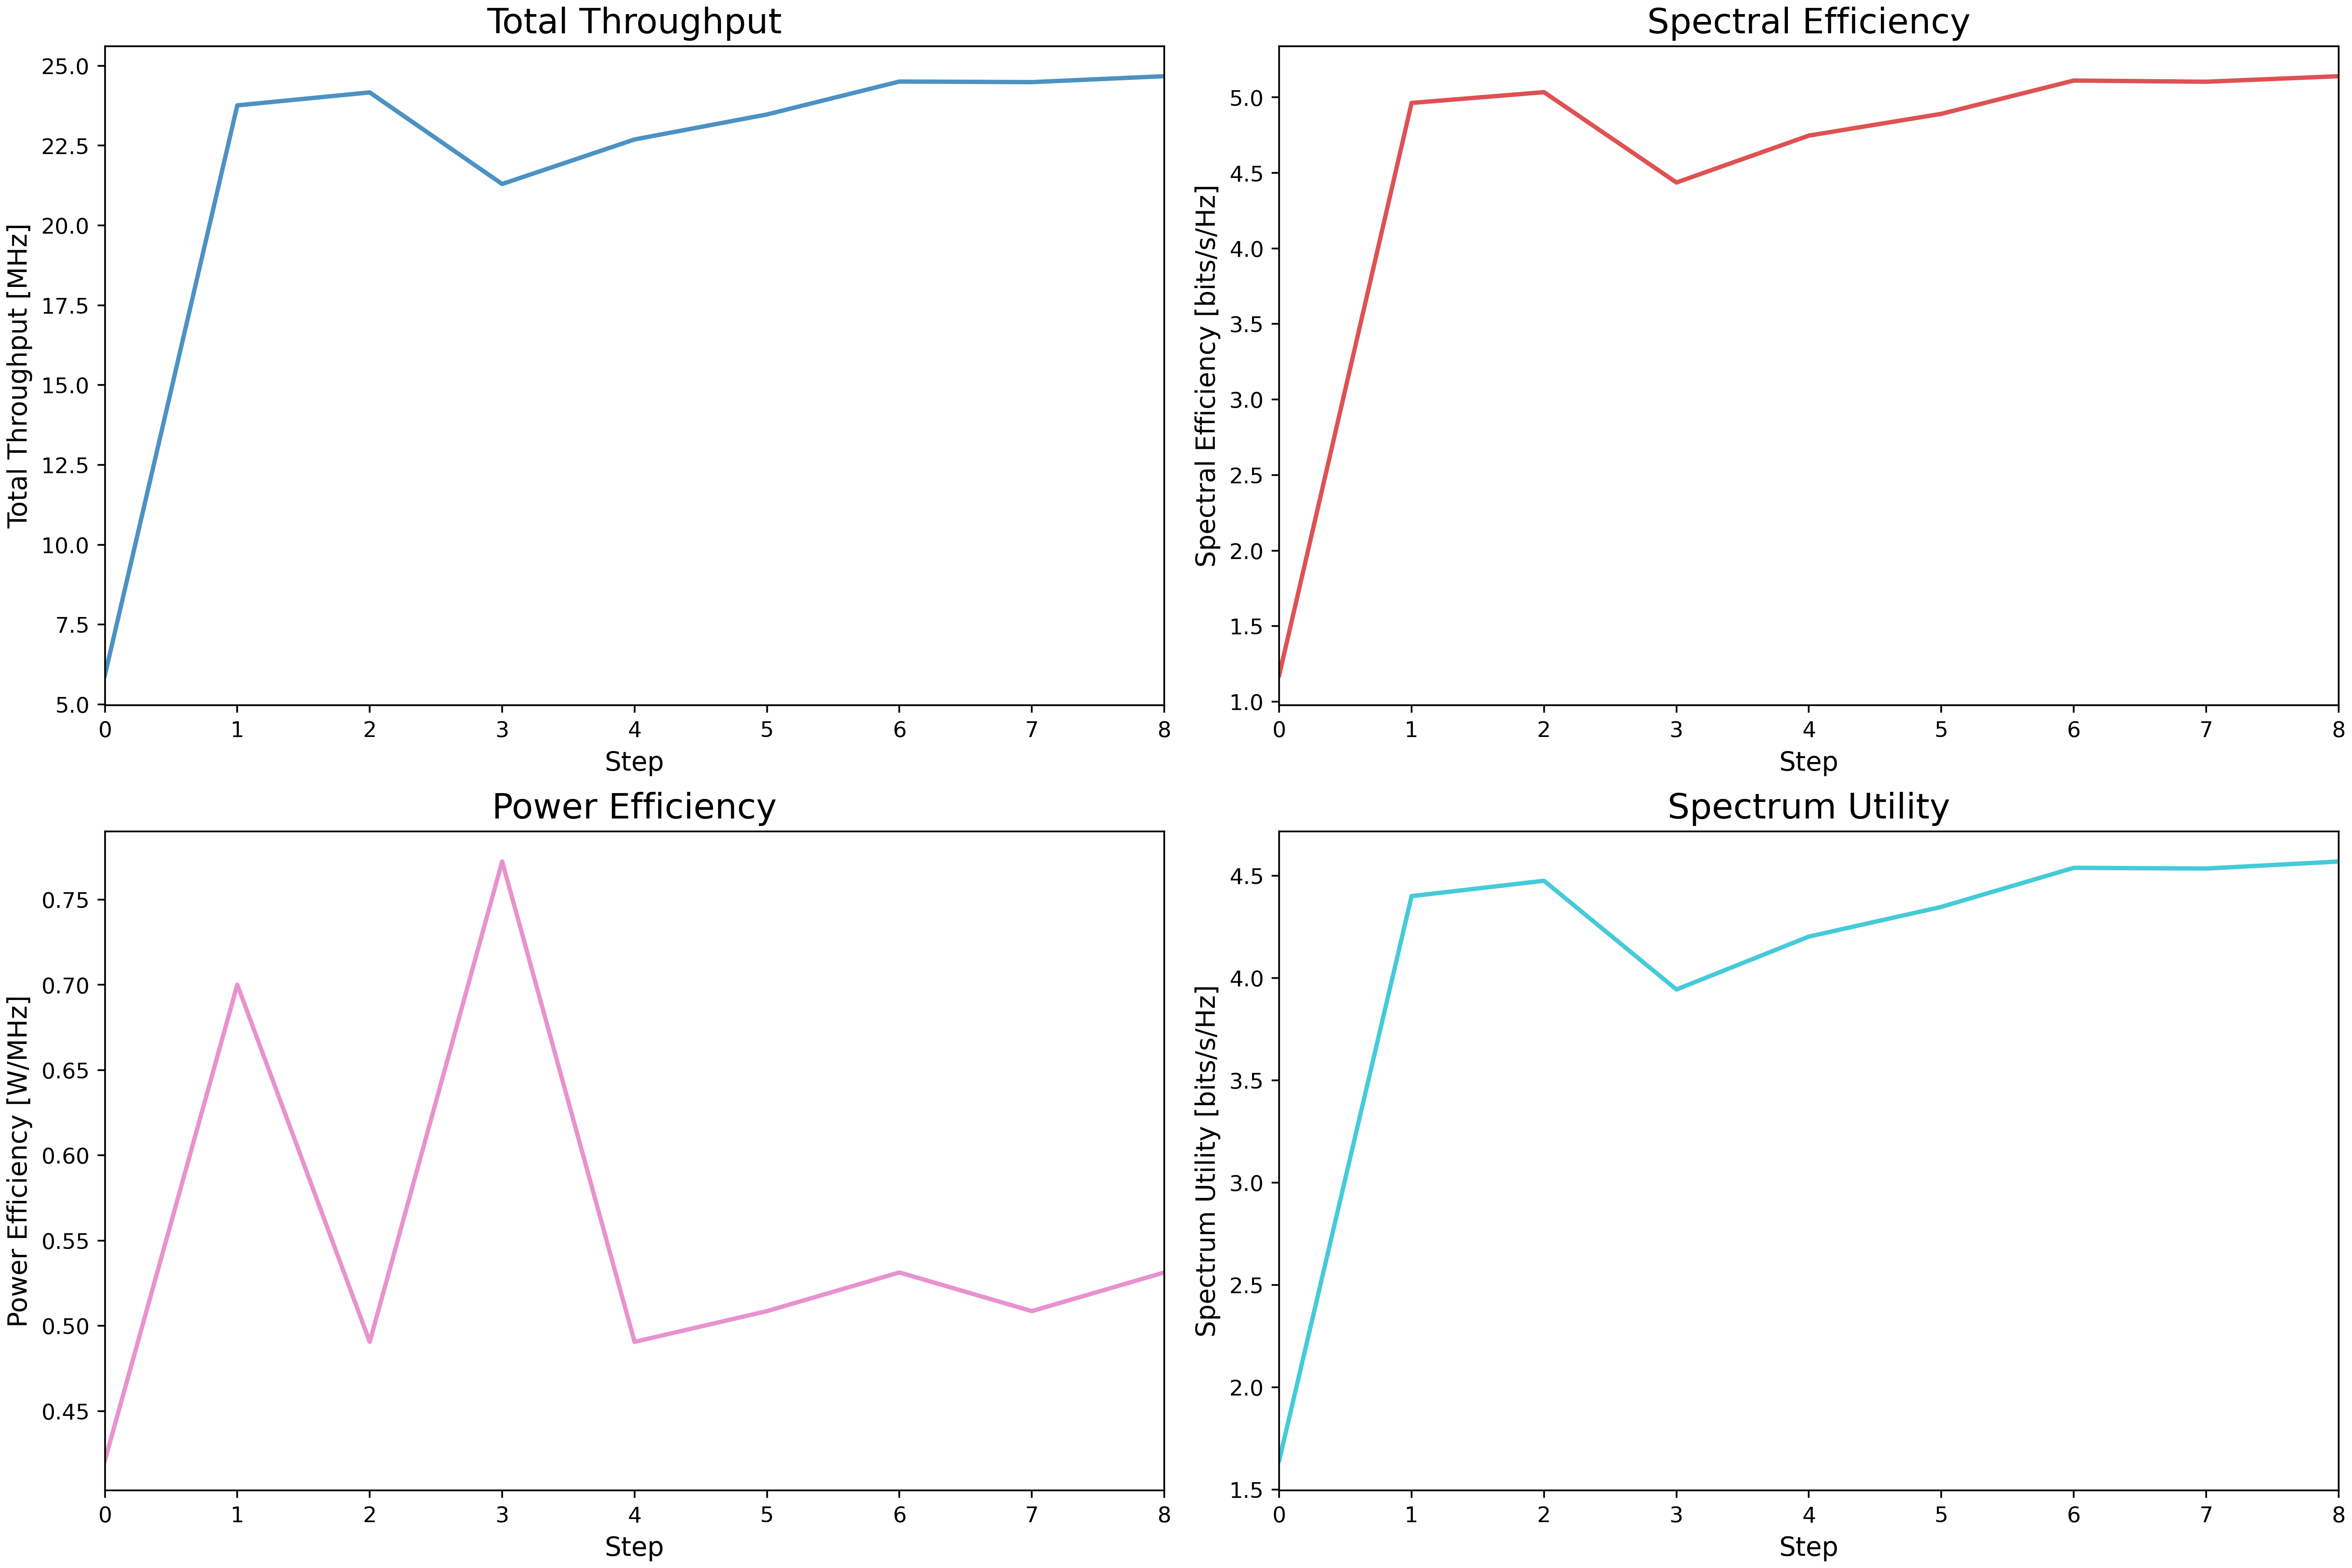 Total Throughput
Total Throughput [MHz]
25.0
22.5
20.0
17.5
15.0
12.5
10.0
7.5
5.0
0 1 2 3 4 5 6 7 8
Step
Spectral Efficiency
Spectral Efficiency [bits/s/Hz]
5.0
4.5
4.0
3.5
3.0
2.5
2.0
1.5
1.0
0 1 2 3 4 5 6 7 8
Step
Power Efficiency
Power Efficiency [W/MHz]
0.75
0.70
0.65
0.60
0.55
0.50
0.45
0 1 2 3 4 5 6 7 8
Step
Spectrum Utility
Spectrum Utility [bits/s/Hz]
4.5
4.0
3.5
3.0
2.5
2.0
1.5
0 1 2 3 4 5 6 7 8
Step